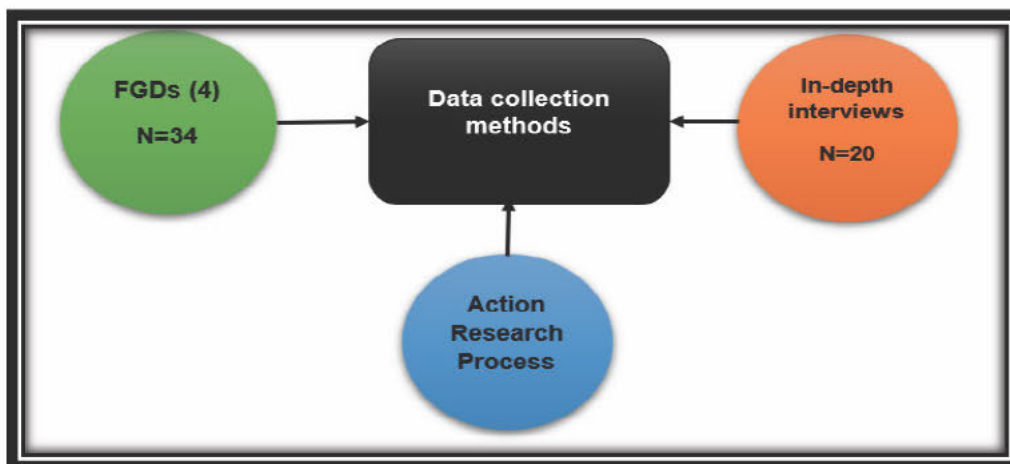 FGDs (4)
N=34
Data collection
methods
In-depth
interviews
N=20
Action
Research
Process